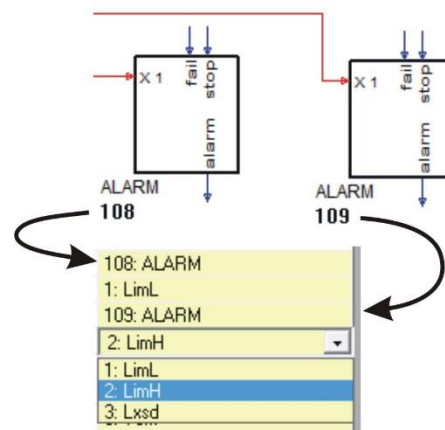 X 1
fail
stop
alarm
ALARM
108
X 1
fail
stop
alarm
ALARM
109
108: ALARM
1: LimL
109: ALARM
2: LimH
1: LimL
2: LimH
3: Lxsd